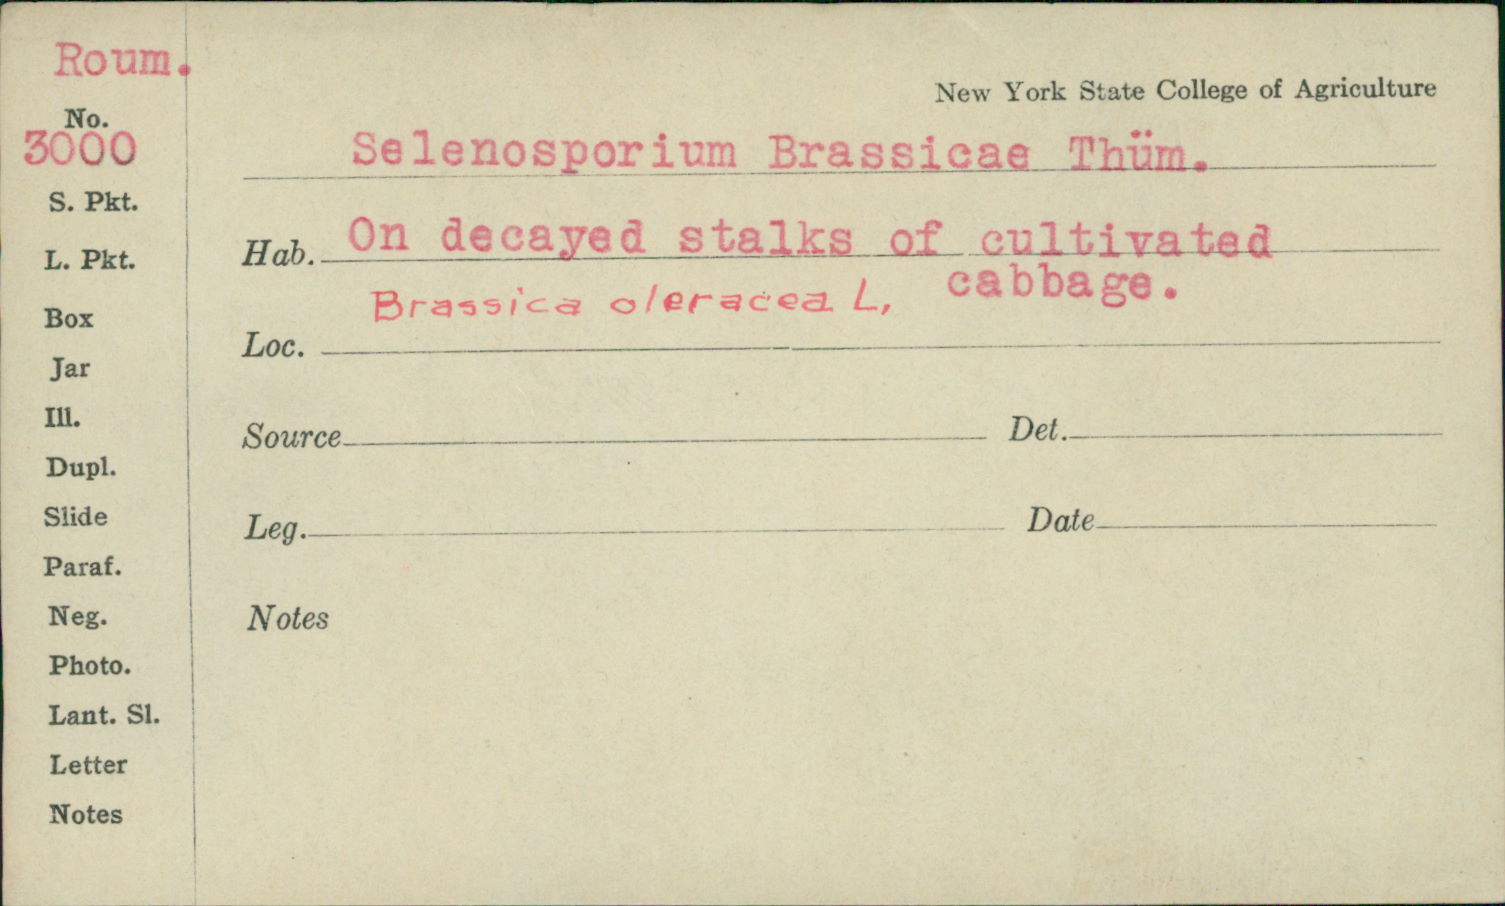 Roum.
No.
3000
S. Pkt.
L. Pkt.
Box
Jar
Ill.
Dupl.
Slide
Paraf.
Neg.
Photo.
Lant. Sl.
Letter
Notes
New York State College of Agriculture
Selenosporium Brassicae Thüm.
Hab. On decayed stalks of cultivated
cabbage.
Brassica oleracea L,
Loc.
Source Det.
Leg. Date
Notes